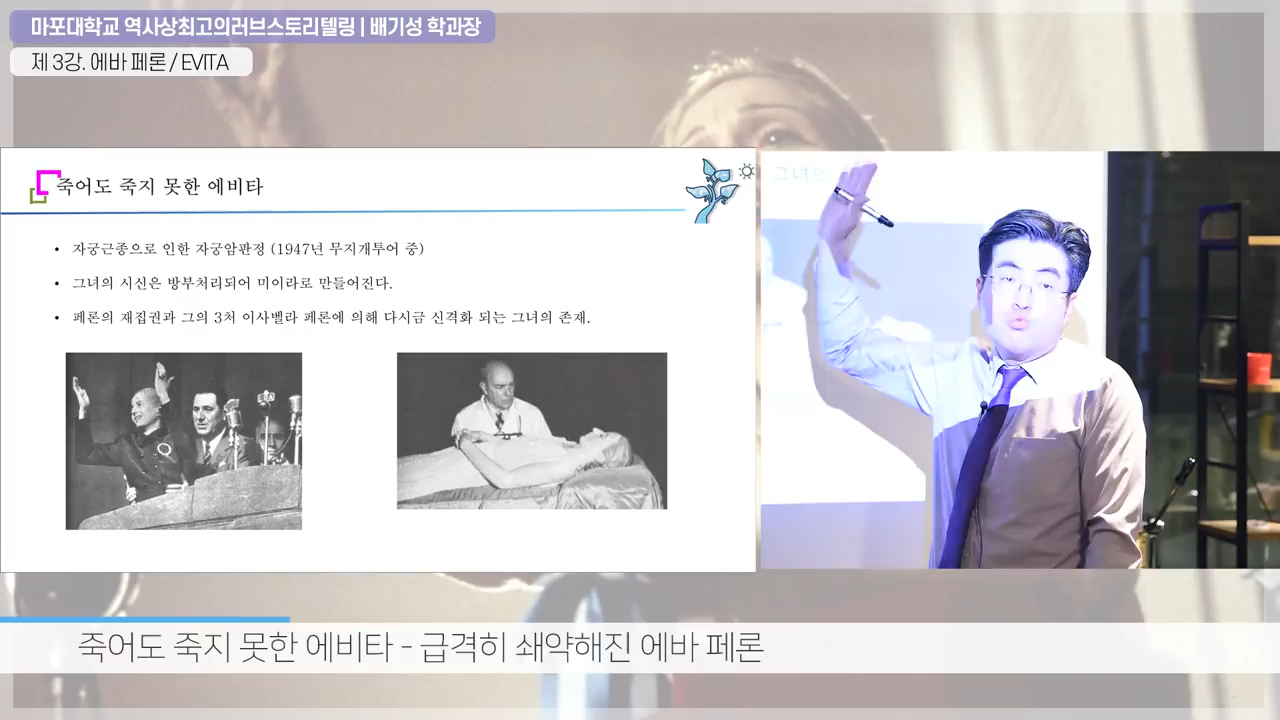 마포대학교 역사상최고의러브스토리텔링 | 배기성 학과장
제 3강. 에바 페론 / EVITA
죽어도 죽지 못한 에비타
• 자궁근종으로 인한 자궁암판정 (1947년 무지개투어 중)
• 그녀의 시신은 방부처리되어 미이라로 만들어진다.
• 페론의 재집권과 그의 3처 이사벨라 페론에 의해 다시금 신격화 되는 그녀의 존재.
그녀의
죽어도 죽지 못한 에비타 - 급격히 쇄약해진 에바 페론